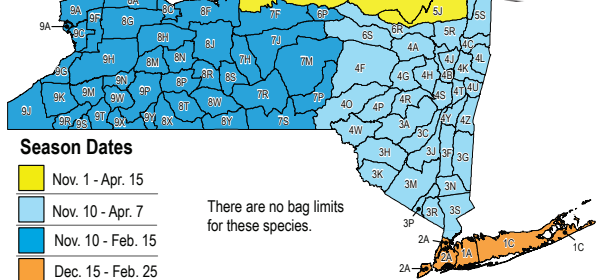 9A
8A
8C
8F
7F
6P
5J
5S
9A
9F
8G
6S
6R
5R
9C
8H
8J
7J
4A
4C
9H
8M
8N
7H
7M
4F
4J
4L
9G
8P
8R
8S
4G
4H
4B
4K
9N
4T
4U
9J
9K
9M
9W
9P
8T
8W
7R
7P
4O
4P
4R
4S
9R
9S
9T
9X
9Y
8X
8Y
7S
4W
3A
3C
4Y
4Z
3H
3J
3F
3G
3K
3M
3N
3P
3R
3S
2A
2A
2A
1A
1C
1C
Season Dates
Nov. 1 - Apr. 15
Nov. 10 - Apr. 7
Nov. 10 - Feb. 15
Dec. 15 - Feb. 25
There are no bag limits
for these species.